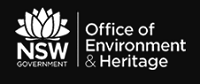 NSW
GOVERNMENT
Office of
Environment
& Heritage